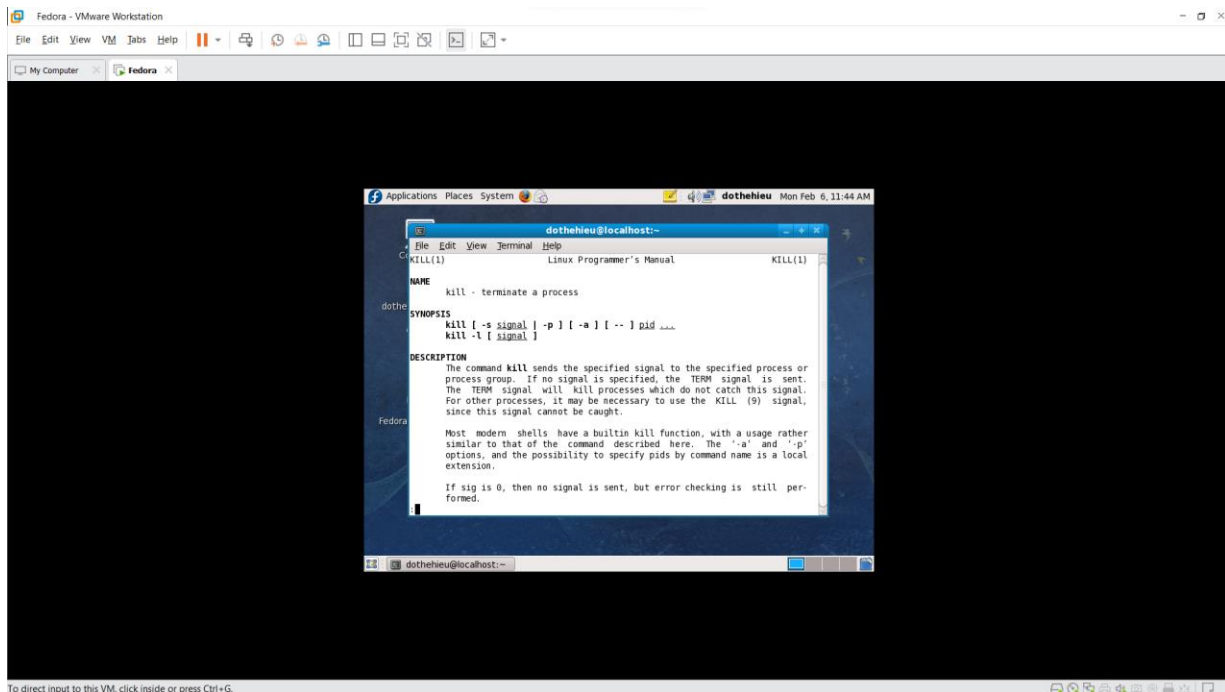 Fedora - VMware Workstation
File Edit View VM Tabs Help
My Computer Fedora
Applications Places System dothehieu Mon Feb 6, 11:44 AM
dothehieu@localhost:~
File Edit View Terminal Help
KILL(1) Linux Programmer's Manual KILL(1)
NAME
kill - terminate a process
SYNOPSIS
kill [ -s signal | -p ] [ -a ] [ -- ] pid ...
kill -l [ signal ]
DESCRIPTION
The command kill sends the specified signal to the specified process or
process group. If no signal is specified, the TERM signal is sent.
The TERM signal will kill processes which do not catch this signal.
For other processes, it may be necessary to use the KILL (9) signal,
since this signal cannot be caught.
Most modern shells have a builtin kill function, with a usage rather
similar to that of the command described here. The '-a' and '-p'
options, and the possibility to specify pids by command name is a local
extension.
If sig is 0, then no signal is sent, but error checking is still per-
formed.
:
Co
dothe
Fedora
dothehieu@localhost:~
To direct input to this VM, click inside or press Ctrl+G.